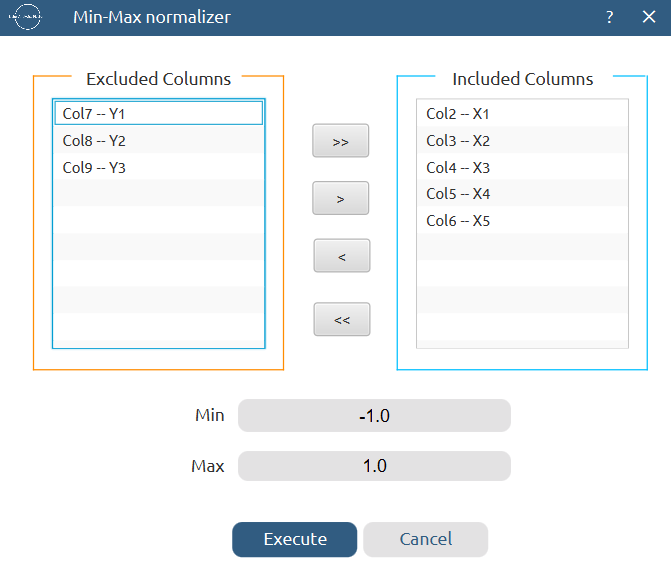 Min-Max normalizer
?
Excluded Columns
Col7 -- Y1
Col8 -- Y2
Col9 -- Y3
>>
>
<
<<
Included Columns
Col2 -- X1
Col3 -- X2
Col4 -- X3
Col5 -- X4
Col6 -- X5
Min -1.0
Max 1.0
Execute Cancel